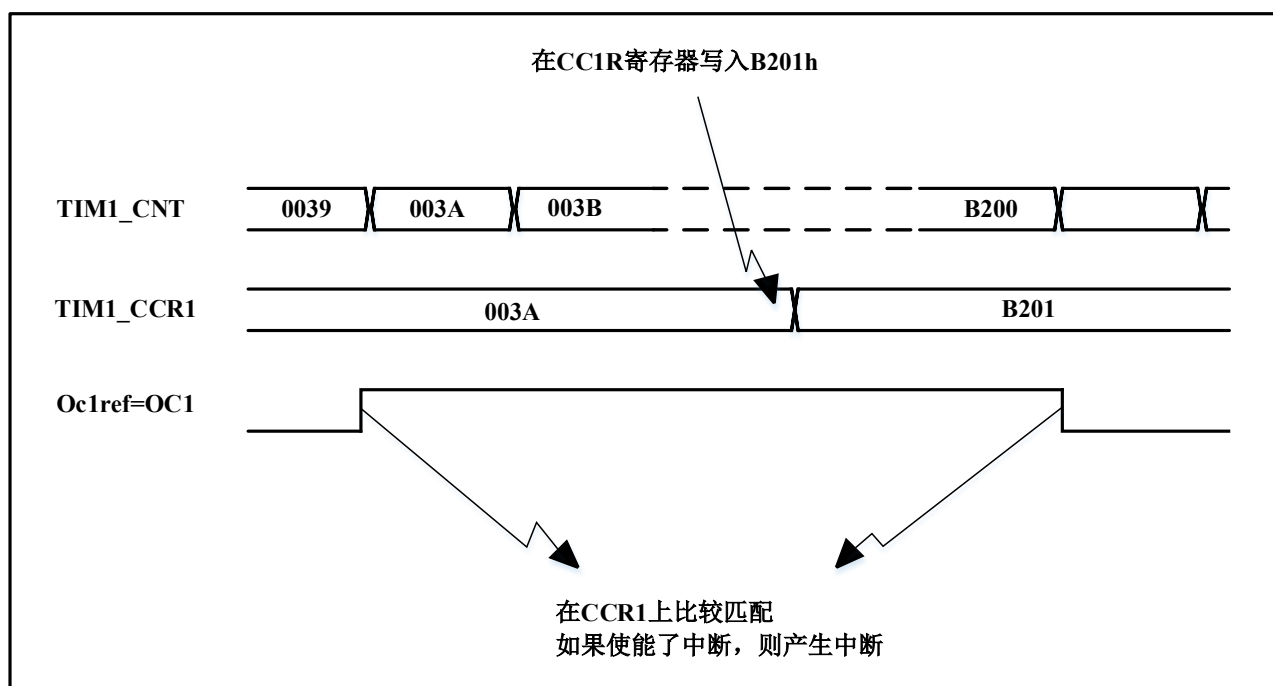 在CC1R寄存器写入B201h
TIM1_CNT 0039 003A 003B B200
TIM1_CCR1 003A B201
Oc1ref=OC1
在CCR1上比较匹配
如果使能了中断，则产生中断